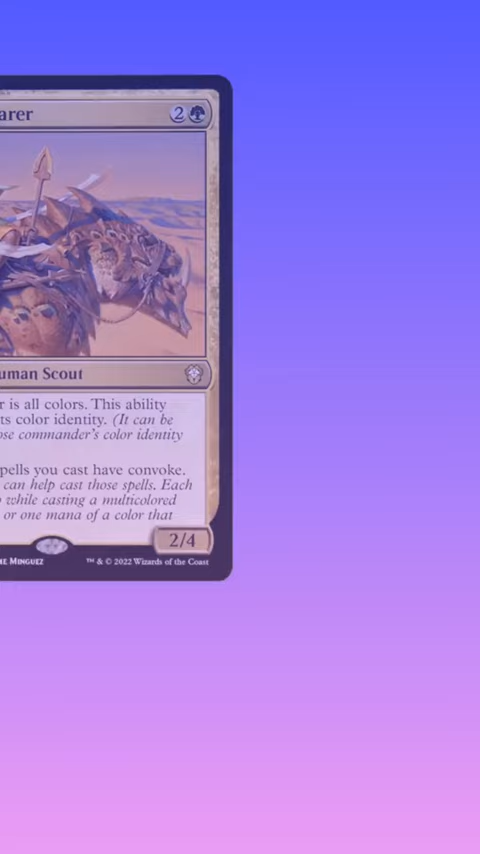 arer 2
uman Scout
r is all colors. This ability
ts color identity. (It can be
ose commander's color identity
pells you cast have convoke.
can help cast those spells. Each
while casting a multicolored
or one mana of a color that
2/4
KE MINGUEZ ™ & © 2022 Wizards of the Coast